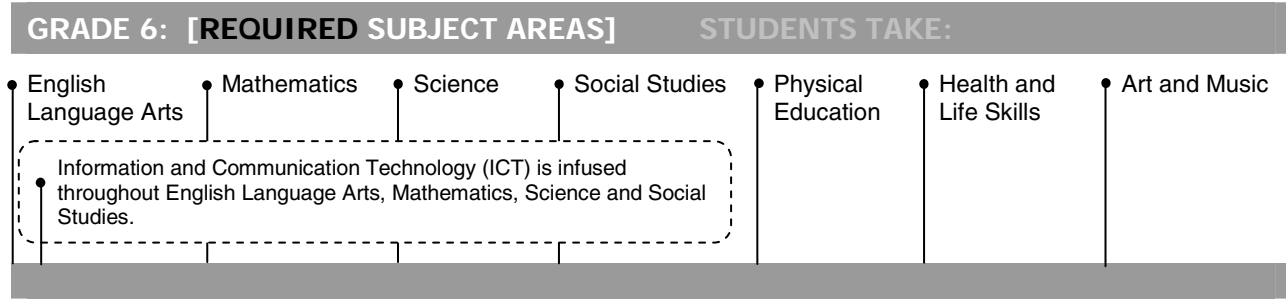 GRADE 6: [REQUIRED SUBJECT AREAS] STUDENTS TAKE:
English
Language Arts
Mathematics
Science
Social Studies
Physical
Education
Health and
Life Skills
Art and Music
Information and Communication Technology (ICT) is infused
throughout English Language Arts, Mathematics, Science and Social
Studies.